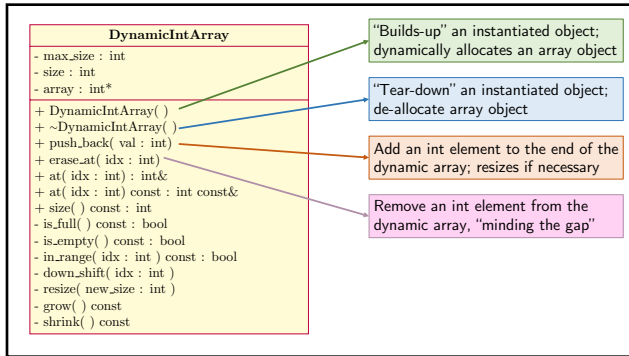 DynamicIntArray
- max_size : int
- size : int
- array : int*
+ DynamicIntArray( )
+ ~DynamicIntArray( )
+ push_back( val : int)
+ erase_at( idx : int)
+ at( idx : int) : int&
+ at( idx : int) const : int const&
+ size( ) const : int
- is_full( ) const : bool
- is_empty( ) const : bool
- in_range( idx : int ) const : bool
- down_shift( idx : int )
- resize( new_size : int )
- grow( ) const
- shrink( ) const
“Builds-up” an instantiated object;
dynamically allocates an array object
“Tear-down” an instantiated object;
de-allocate array object
Add an int element to the end of the
dynamic array; resizes if necessary
Remove an int element from the
dynamic array, “minding the gap”